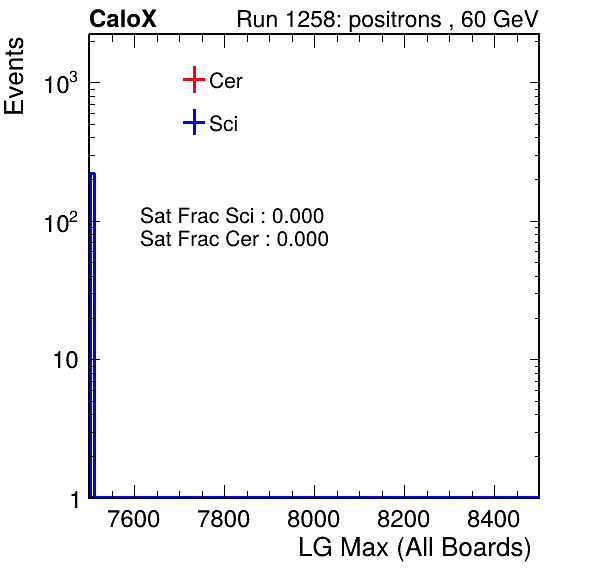 CaloX Run 1258: positrons , 60 GeV
Events
10³
Cer
Sci
Sat Frac Sci : 0.000
10²
Sat Frac Cer : 0.000
10
1
7600 7800 8000 8200 8400
LG Max (All Boards)